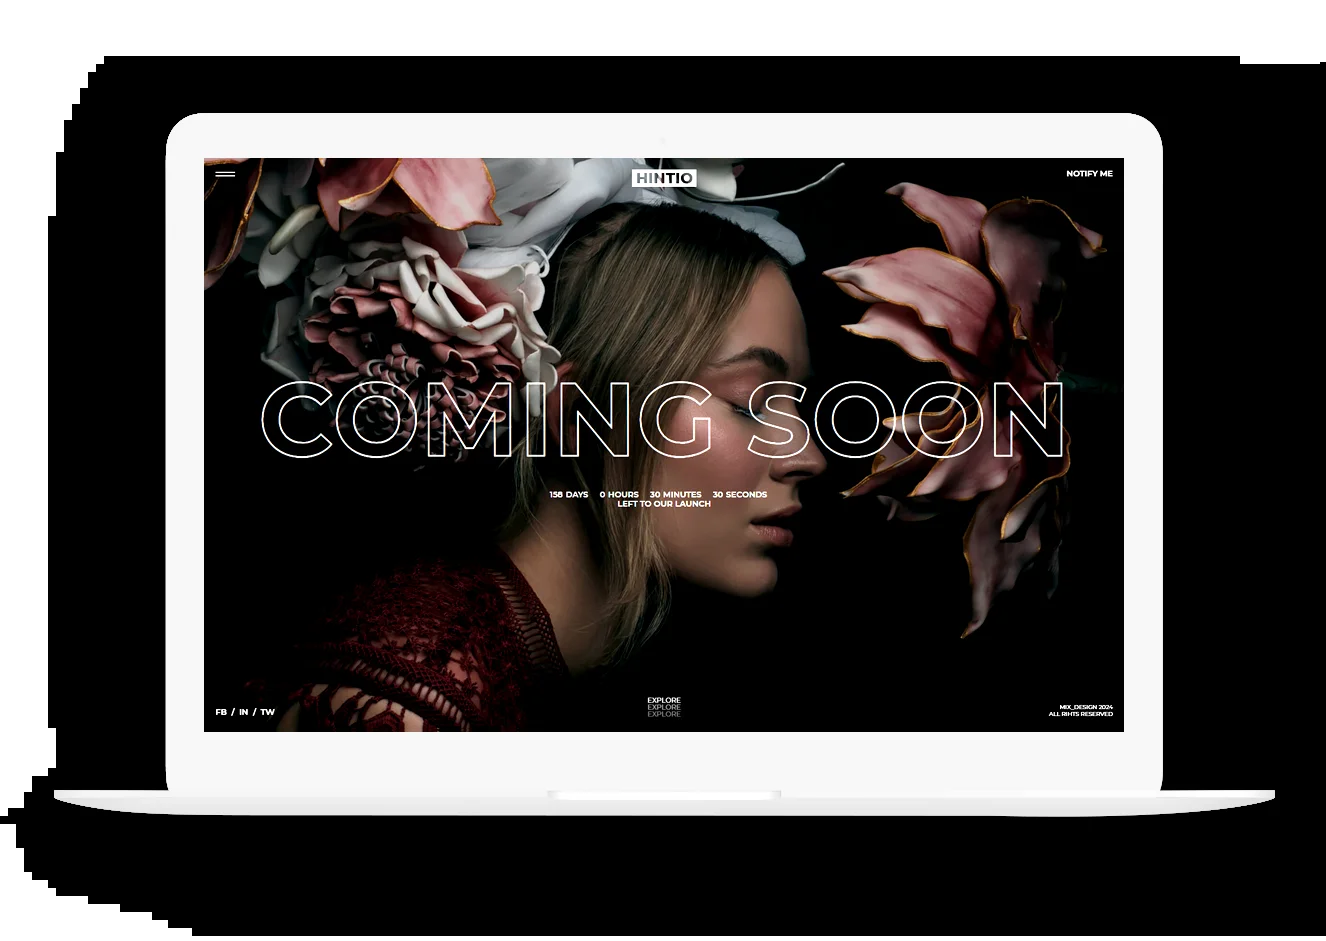 HINTIO
NOTIFY ME
COMING SOON
158 DAYS 0 HOURS 30 MINUTES 30 SECONDS
LEFT TO OUR LAUNCH
FB / IN / TW
EXPLORE
EXPLORE
EXPLORE
MIX_DESIGN 2024
ALL RIHTS RESERVED